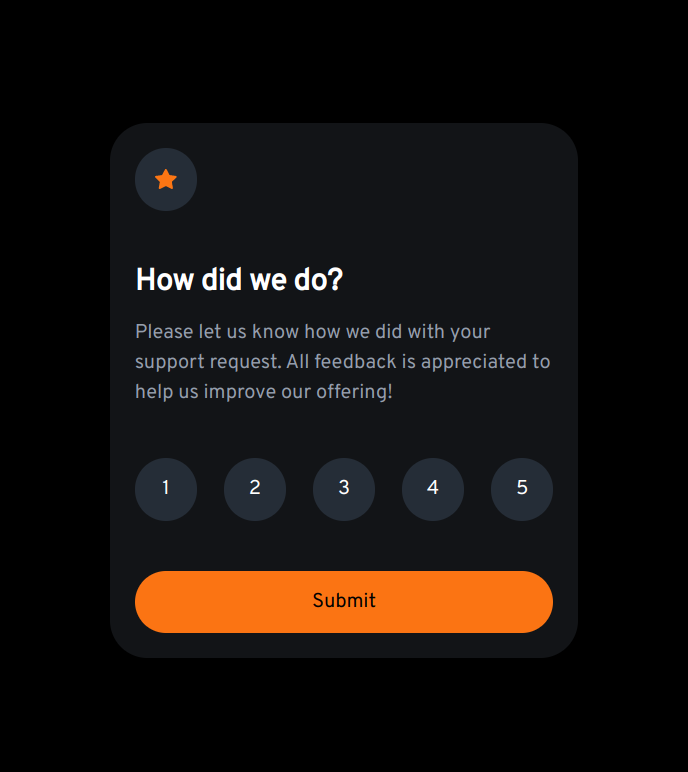 How did we do?
Please let us know how we did with your
support request. All feedback is appreciated to
help us improve our offering!
1 2 3 4 5
Submit